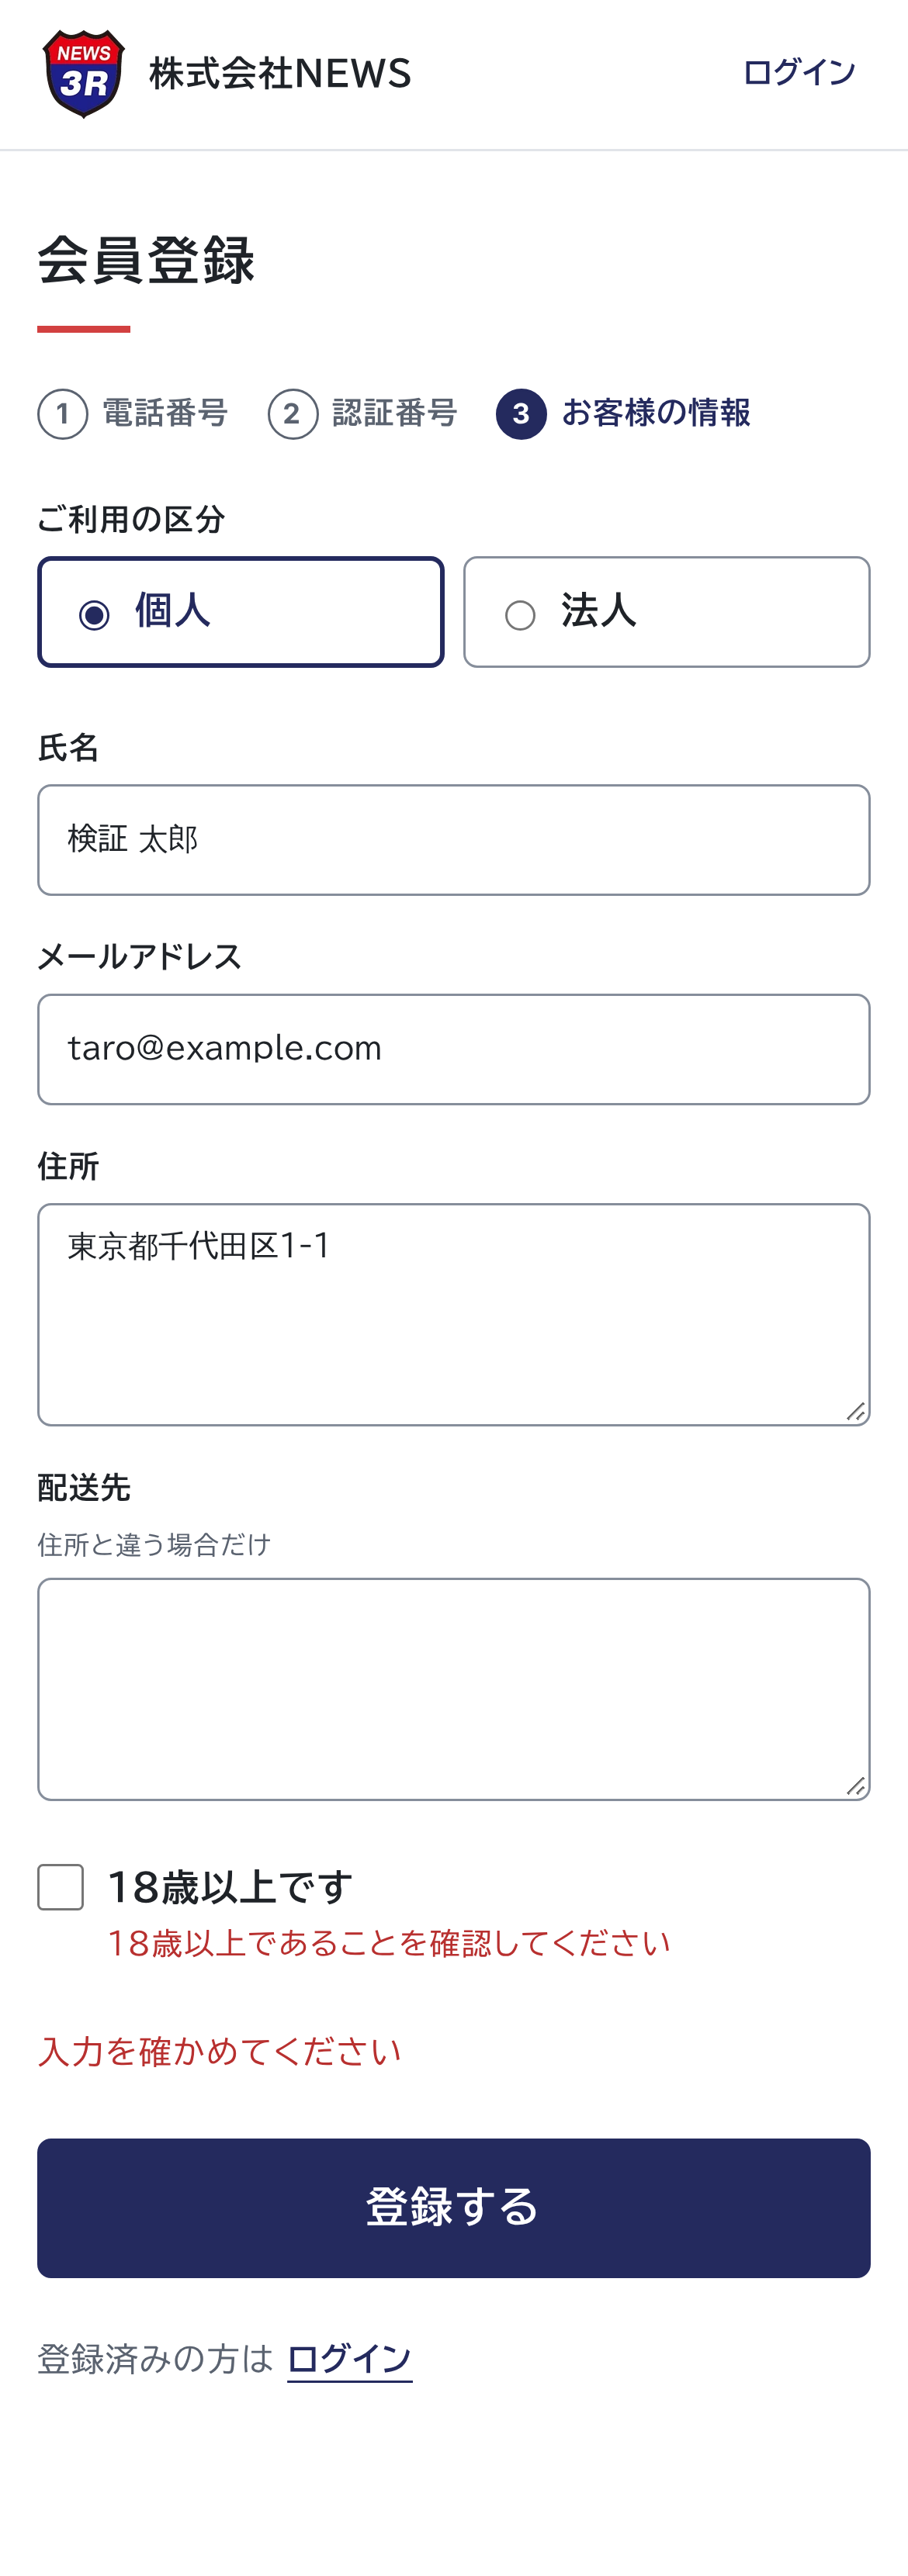 NEWS
3R
株式会社NEWS
ログイン
会員登録
1 電話番号 2 認証番号 3 お客様の情報
ご利用の区分
個人 法人
氏名
検証 太郎
メールアドレス
taro@example.com
住所
東京都千代田区1-1
配送先
住所と違う場合だけ
18歳以上です
18歳以上であることを確認してください
入力を確かめてください
登録する
登録済みの方は ログイン